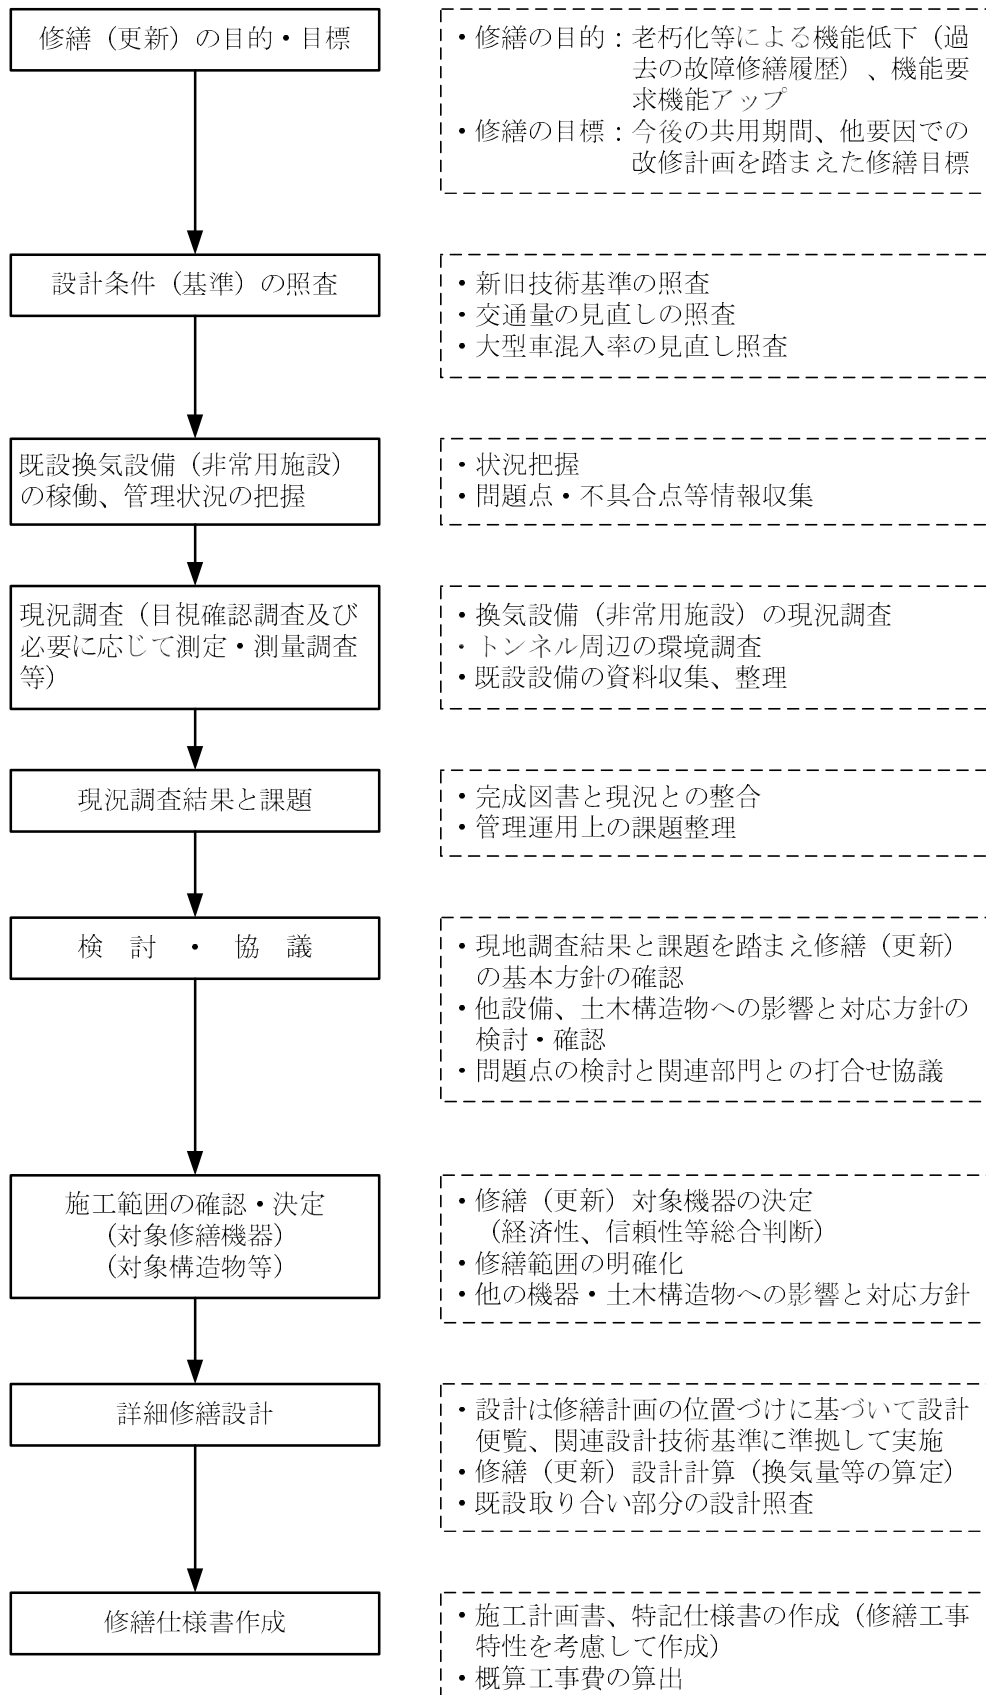 修繕（更新）の目的・目標
・修繕の目的：老朽化等による機能低下（過
去の故障修繕履歴）、機能要
求機能アップ
・修繕の目標：今後の共用期間、他要因での
改修計画を踏まえた修繕目標
設計条件（基準）の照査
・新旧技術基準の照査
・交通量の見直しの照査
・大型車混入率の見直し照査
既設換気設備（非常用施設）
の稼働、管理状況の把握
・状況把握
・問題点・不具合点等情報収集
現況調査（目視確認調査及び
必要に応じて測定・測量調査
等）
・換気設備（非常用施設）の現況調査
・トンネル周辺の環境調査
・既設設備の資料収集、整理
現況調査結果と課題
・完成図書と現況との整合
・管理運用上の課題整理
検　討　・　協　議
・現地調査結果と課題を踏まえ修繕（更新）
の基本方針の確認
・他設備、土木構造物への影響と対応方針の
検討・確認
・問題点の検討と関連部門との打合せ協議
施工範囲の確認・決定
（対象修繕機器）
（対象構造物等）
・修繕（更新）対象機器の決定
（経済性、信頼性等総合判断）
・修繕範囲の明確化
・他の機器・土木構造物への影響と対応方針
詳細修繕設計
・設計は修繕計画の位置づけに基づいて設計
便覧、関連設計技術基準に準拠して実施
・修繕（更新）設計計算（換気量等の算定）
・既設取り合い部分の設計照査
修繕仕様書作成
・施工計画書、特記仕様書の作成（修繕工事
特性を考慮して作成）
・概算工事費の算出